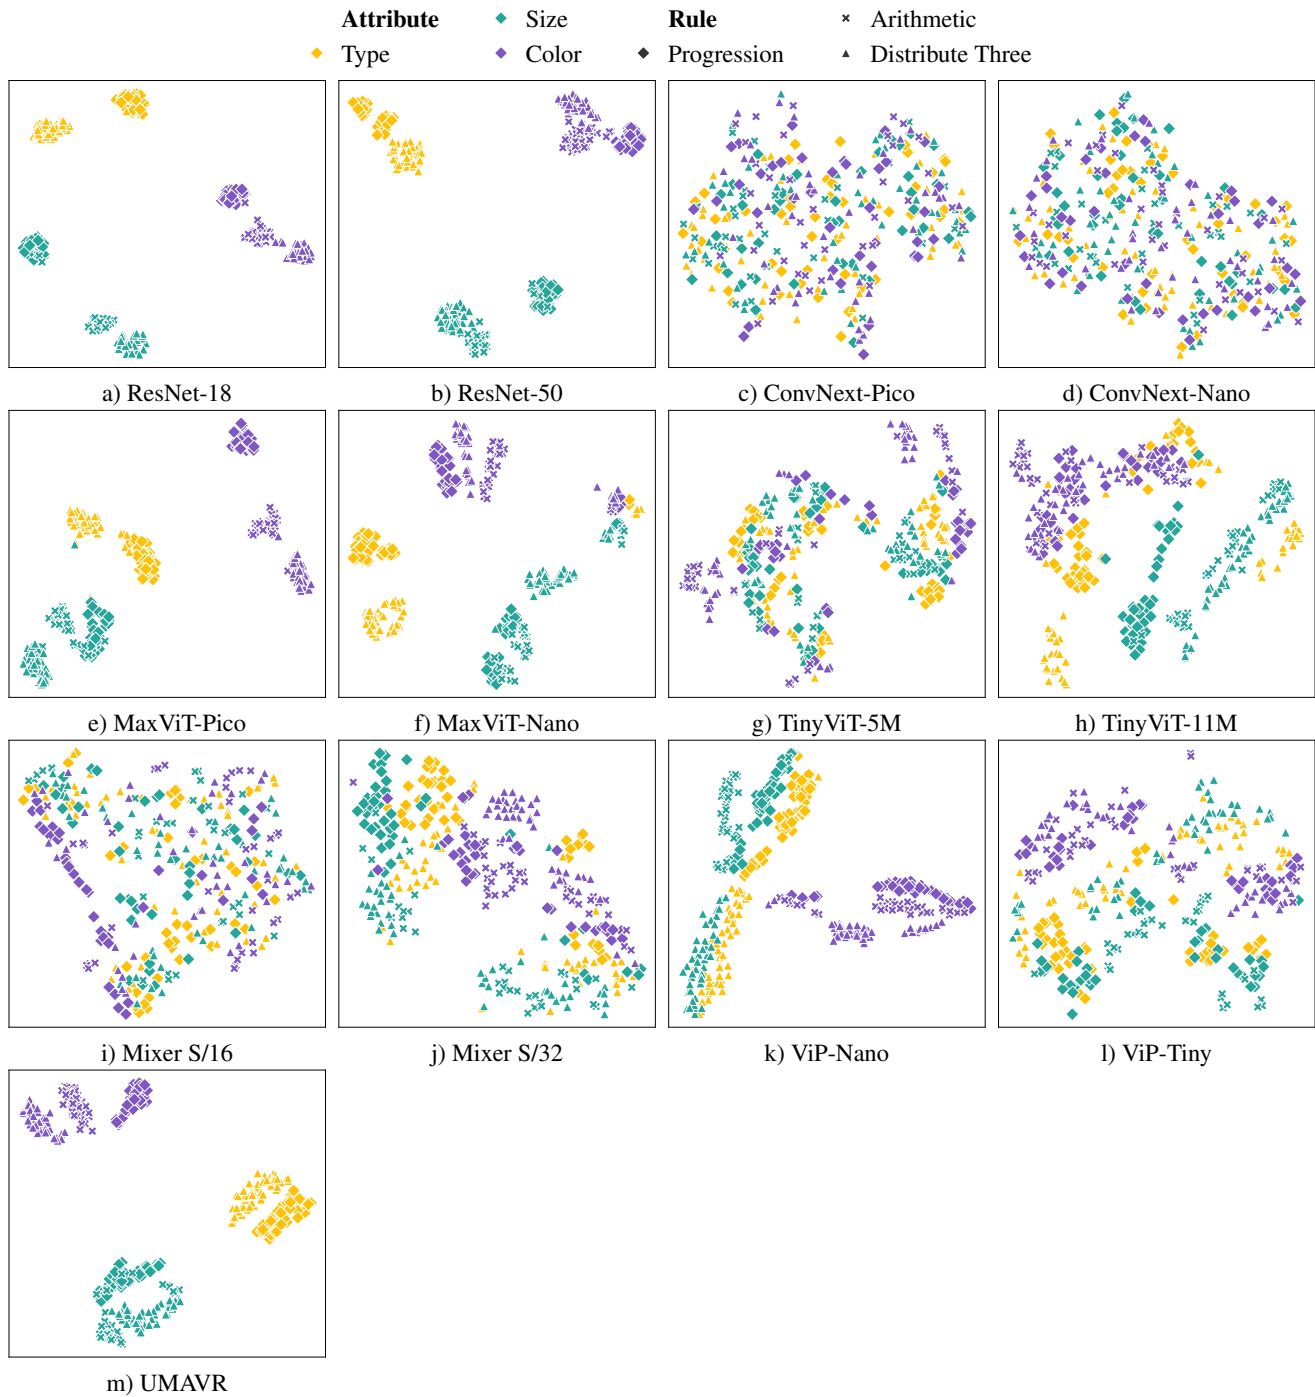 Attribute Size Rule Arithmetic
Type Color Progression Distribute Three
a) ResNet-18 b) ResNet-50 c) ConvNext-Pico d) ConvNext-Nano
e) MaxViT-Pico f) MaxViT-Nano g) TinyViT-5M h) TinyViT-11M
i) Mixer S/16 j) Mixer S/32 k) ViP-Nano l) ViP-Tiny
m) UMAVR